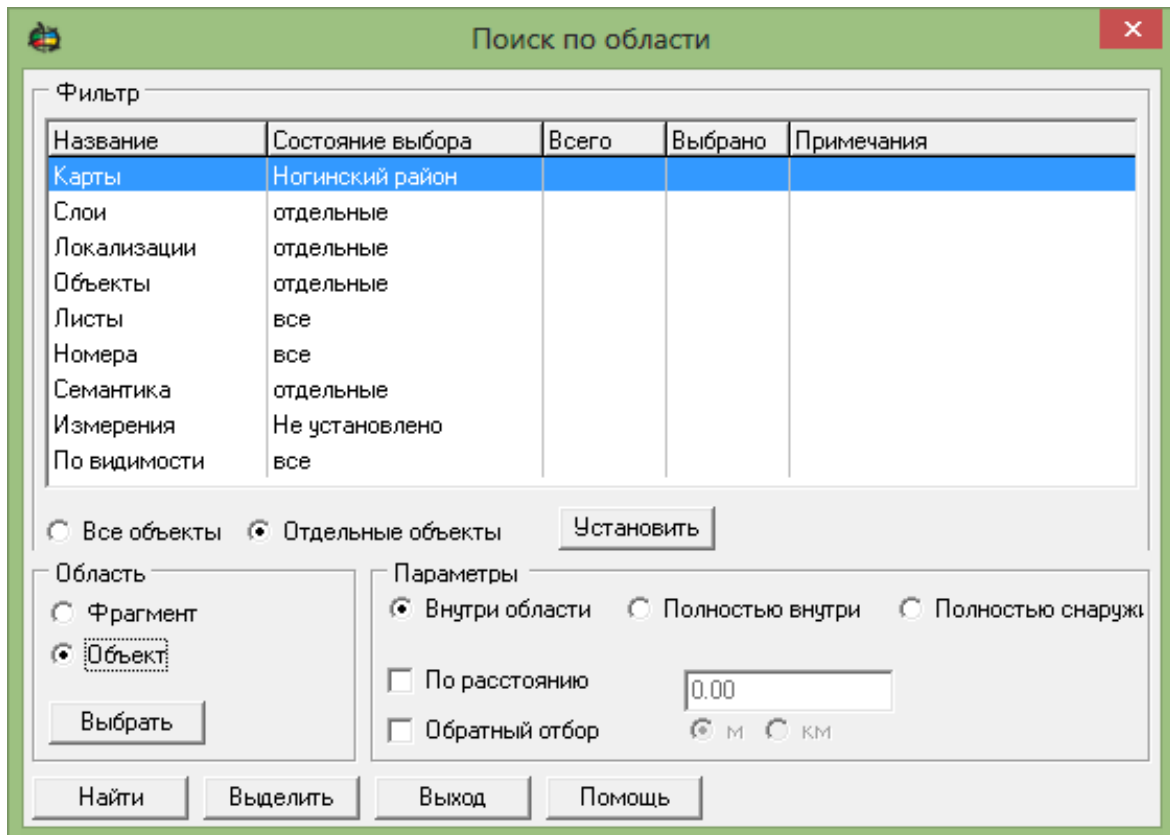 Поиск по области
Фильтр
Название Состояние выбора Всего Выбрано Примечания
Карты Ногинский район
Слои отдельные
Локализации отдельные
Объекты отдельные
Листы все
Номера все
Семантика отдельные
Измерения Не установлено
По видимости все
Все объекты Отдельные объекты Установить
Область Параметры
Фрагмент Внутри области Полностью внутри Полностью снаружи
Объект
По расстоянию 0.00
Выбрать Обратный отбор м км
Найти Выделить Выход Помощь